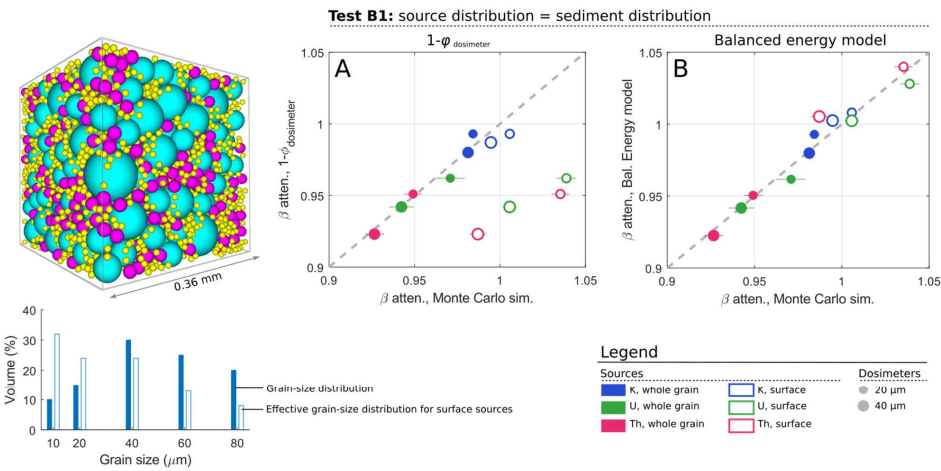 Test B1: source distribution = sediment distribution
1-φ dosimeter
Balanced energy model
A
B
1.05
1
0.95
0.9
β atten., 1-ϕdosimeter
0.9 0.95 1 1.05
β atten., Monte Carlo sim.
1.05
1
0.95
0.9
β atten., Bal. Energy model
0.9 0.95 1 1.05
β atten., Monte Carlo sim.
0.36 mm
Volume (%)
40
30
20
10
0
10 20 40 60 80
Grain size (μm)
Grain-size distribution
Effective grain-size distribution for surface sources
Legend
Sources
Dosimeters
K, whole grain
K, surface
20 μm
U, whole grain
U, surface
40 μm
Th, whole grain
Th, surface